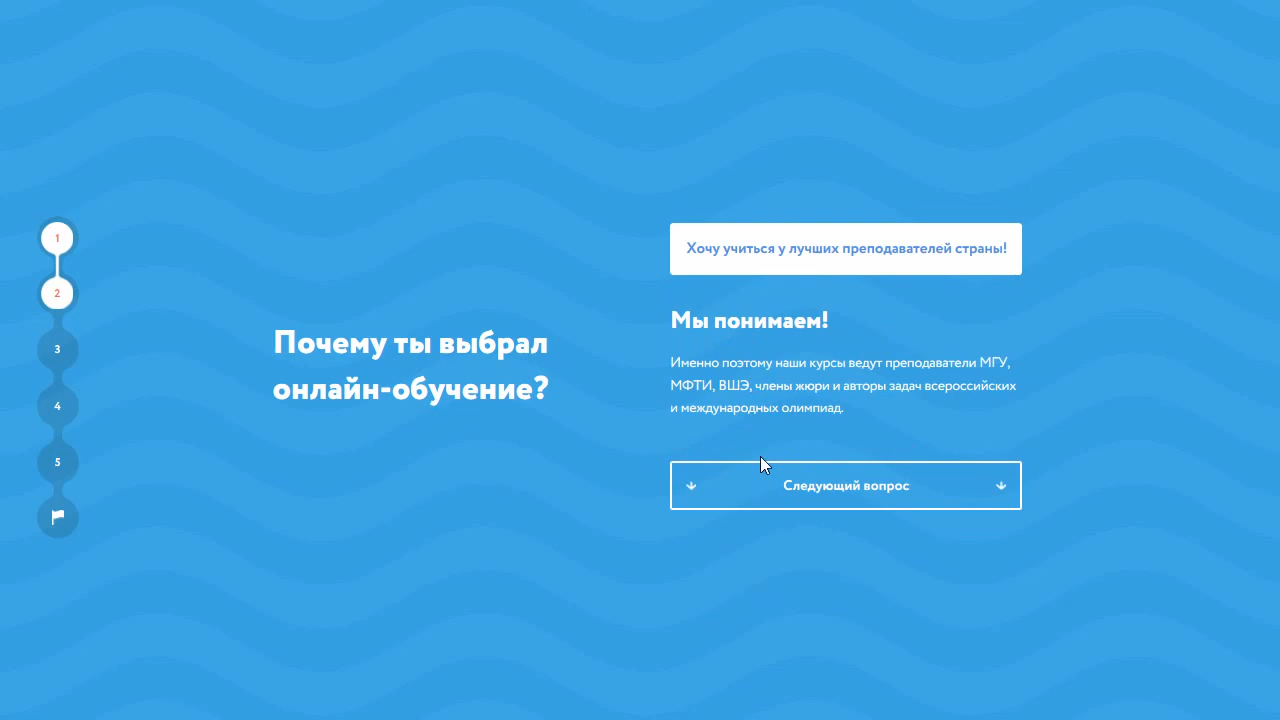 1
2
3
4
5
Почему ты выбрал
онлайн-обучение?
Хочу учиться у лучших преподавателей страны!
Мы понимаем!
Именно поэтому наши курсы ведут преподаватели МГУ,
МФТИ, ВШЭ, члены жюри и авторы задач всероссийских
и международных олимпиад.
Следующий вопрос